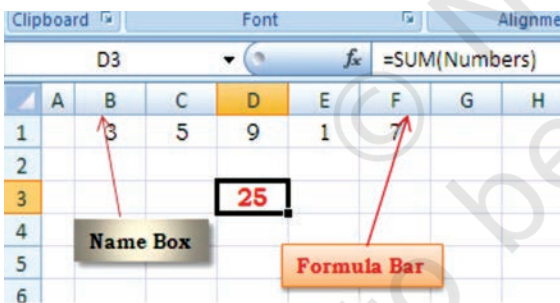 Clipboard Font Alignme
D3 fx =SUM(Numbers)
A B C D E F G H
1 3 5 9 1 7
2
3 25
4
Name Box
5 Formula Bar
6